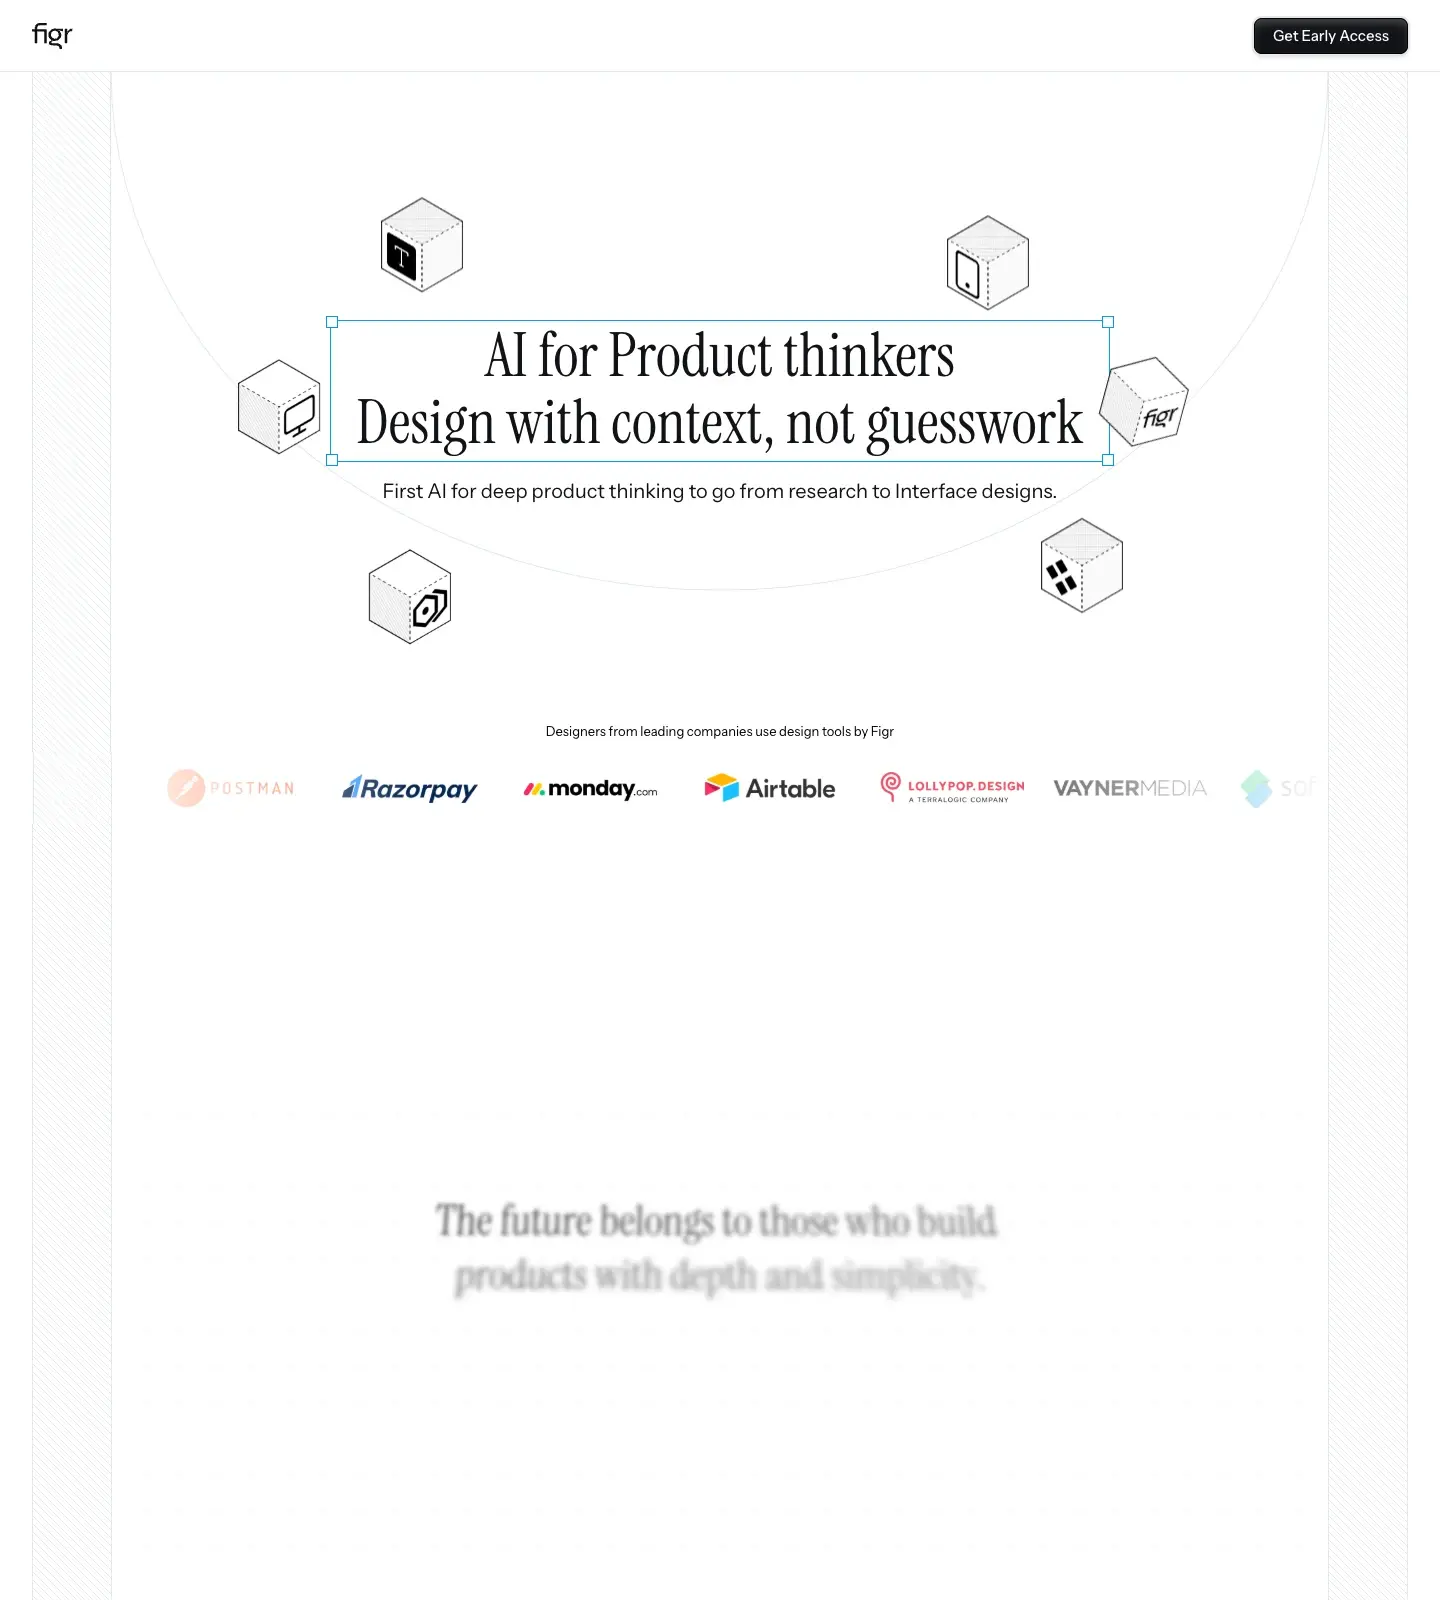 figr
Get Early Access
T
AI for Product thinkers
Design with context, not guesswork
figr
First AI for deep product thinking to go from research to Interface designs.
Designers from leading companies use design tools by Figr
POSTMAN
Razorpay
monday.com
Airtable
LOLLYPOP.DESIGN
A TERRALOGIC COMPANY
VAYNERMEDIA
The future belongs to those who build
products with depth and simplicity.